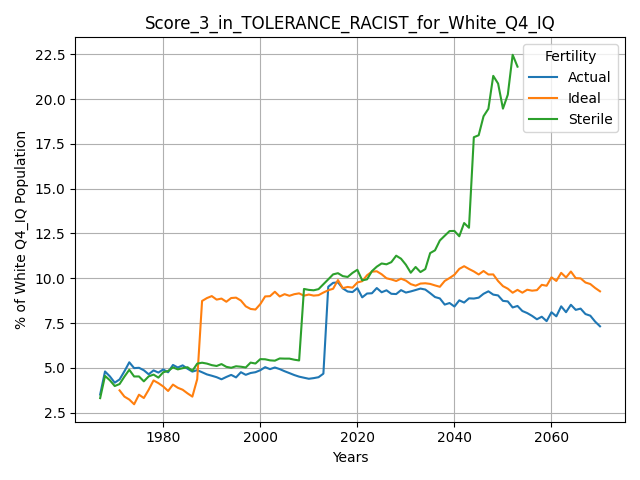 Score_3_in_TOLERANCE_RACIST_for_White_Q4_IQ
% of White Q4_IQ Population
22.5
20.0
17.5
15.0
12.5
10.0
7.5
5.0
2.5
Fertility
Actual
Ideal
Sterile
1980
2000
2020
2040
2060
Years